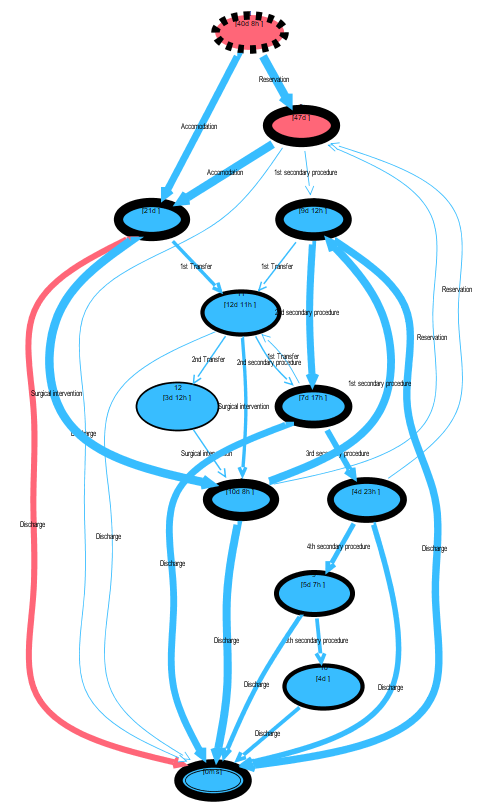 [40d 8h ]
Reservation
[47d ]
Accomodation
Accomodation
1st secondary procedure
[21d ]
[9d 12h ]
1st Transfer
1st Transfer
Reservation
[12d 11h ]
2nd secondary procedure
Reservation
2nd Transfer
1st Transfer
2nd secondary procedure
1st secondary procedure
12
[3d 12h ]
[7d 17h ]
Surgical intervention
Surgical intervention
Discharge
Surgical intervention
3rd secondary procedure
[10d 8h ]
[4d 23h ]
Discharge
Discharge
4th secondary procedure
Discharge
Discharge
[5d 7h ]
Discharge
5th secondary procedure
[4d ]
Discharge
Discharge
Discharge
[0m s]